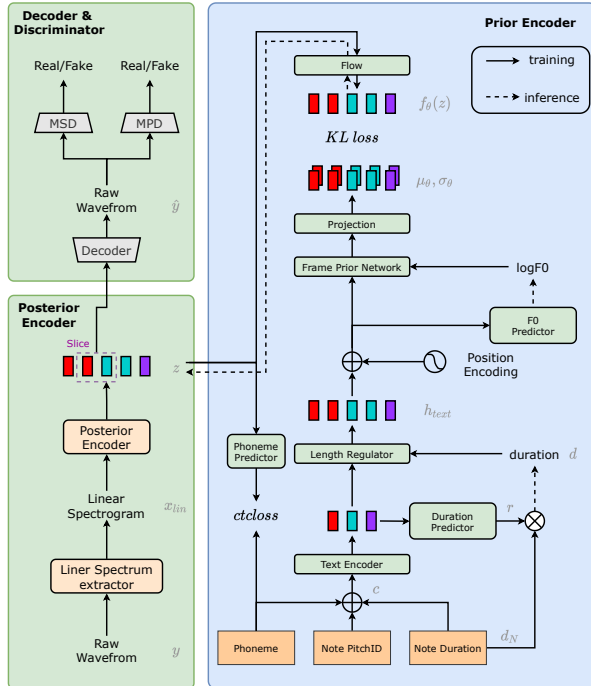 Decoder &
Discriminator
Real/Fake
Real/Fake
MSD
MPD
Raw
Wavefrom
ŷ
Decoder
Posterior
Encoder
Slice
z
Posterior
Encoder
Linear
Spectrogram
x_lin
Liner Spectrum
extractor
Raw
Wavefrom
y
Prior Encoder
training
inference
Flow
f_θ(z)
KL loss
μ_θ, σ_θ
Projection
Frame Prior Network
logF0
F0
Predictor
Position
Encoding
h_text
Phoneme
Predictor
Length Regulator
duration
d
ctcloss
Duration
Predictor
r
Text Encoder
c
d_N
Phoneme
Note PitchID
Note Duration